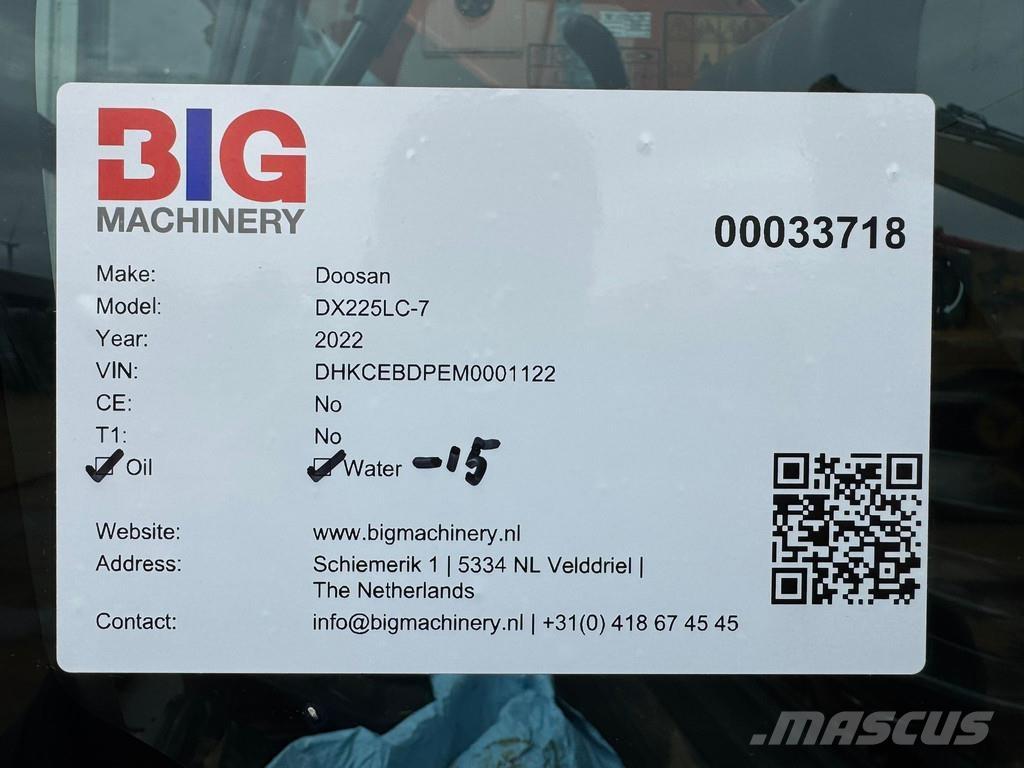 BIG
MACHINERY
00033718
Make: Doosan
Model: DX225LC-7
Year: 2022
VIN: DHKCEBDPEM0001122
CE: No
T1: No
Oil Water -15
Website: www.bigmachinery.nl
Address: Schiemerik 1 | 5334 NL Velddriel |
The Netherlands
Contact: info@bigmachinery.nl | +31(0) 418 67 45 45
MASCUS